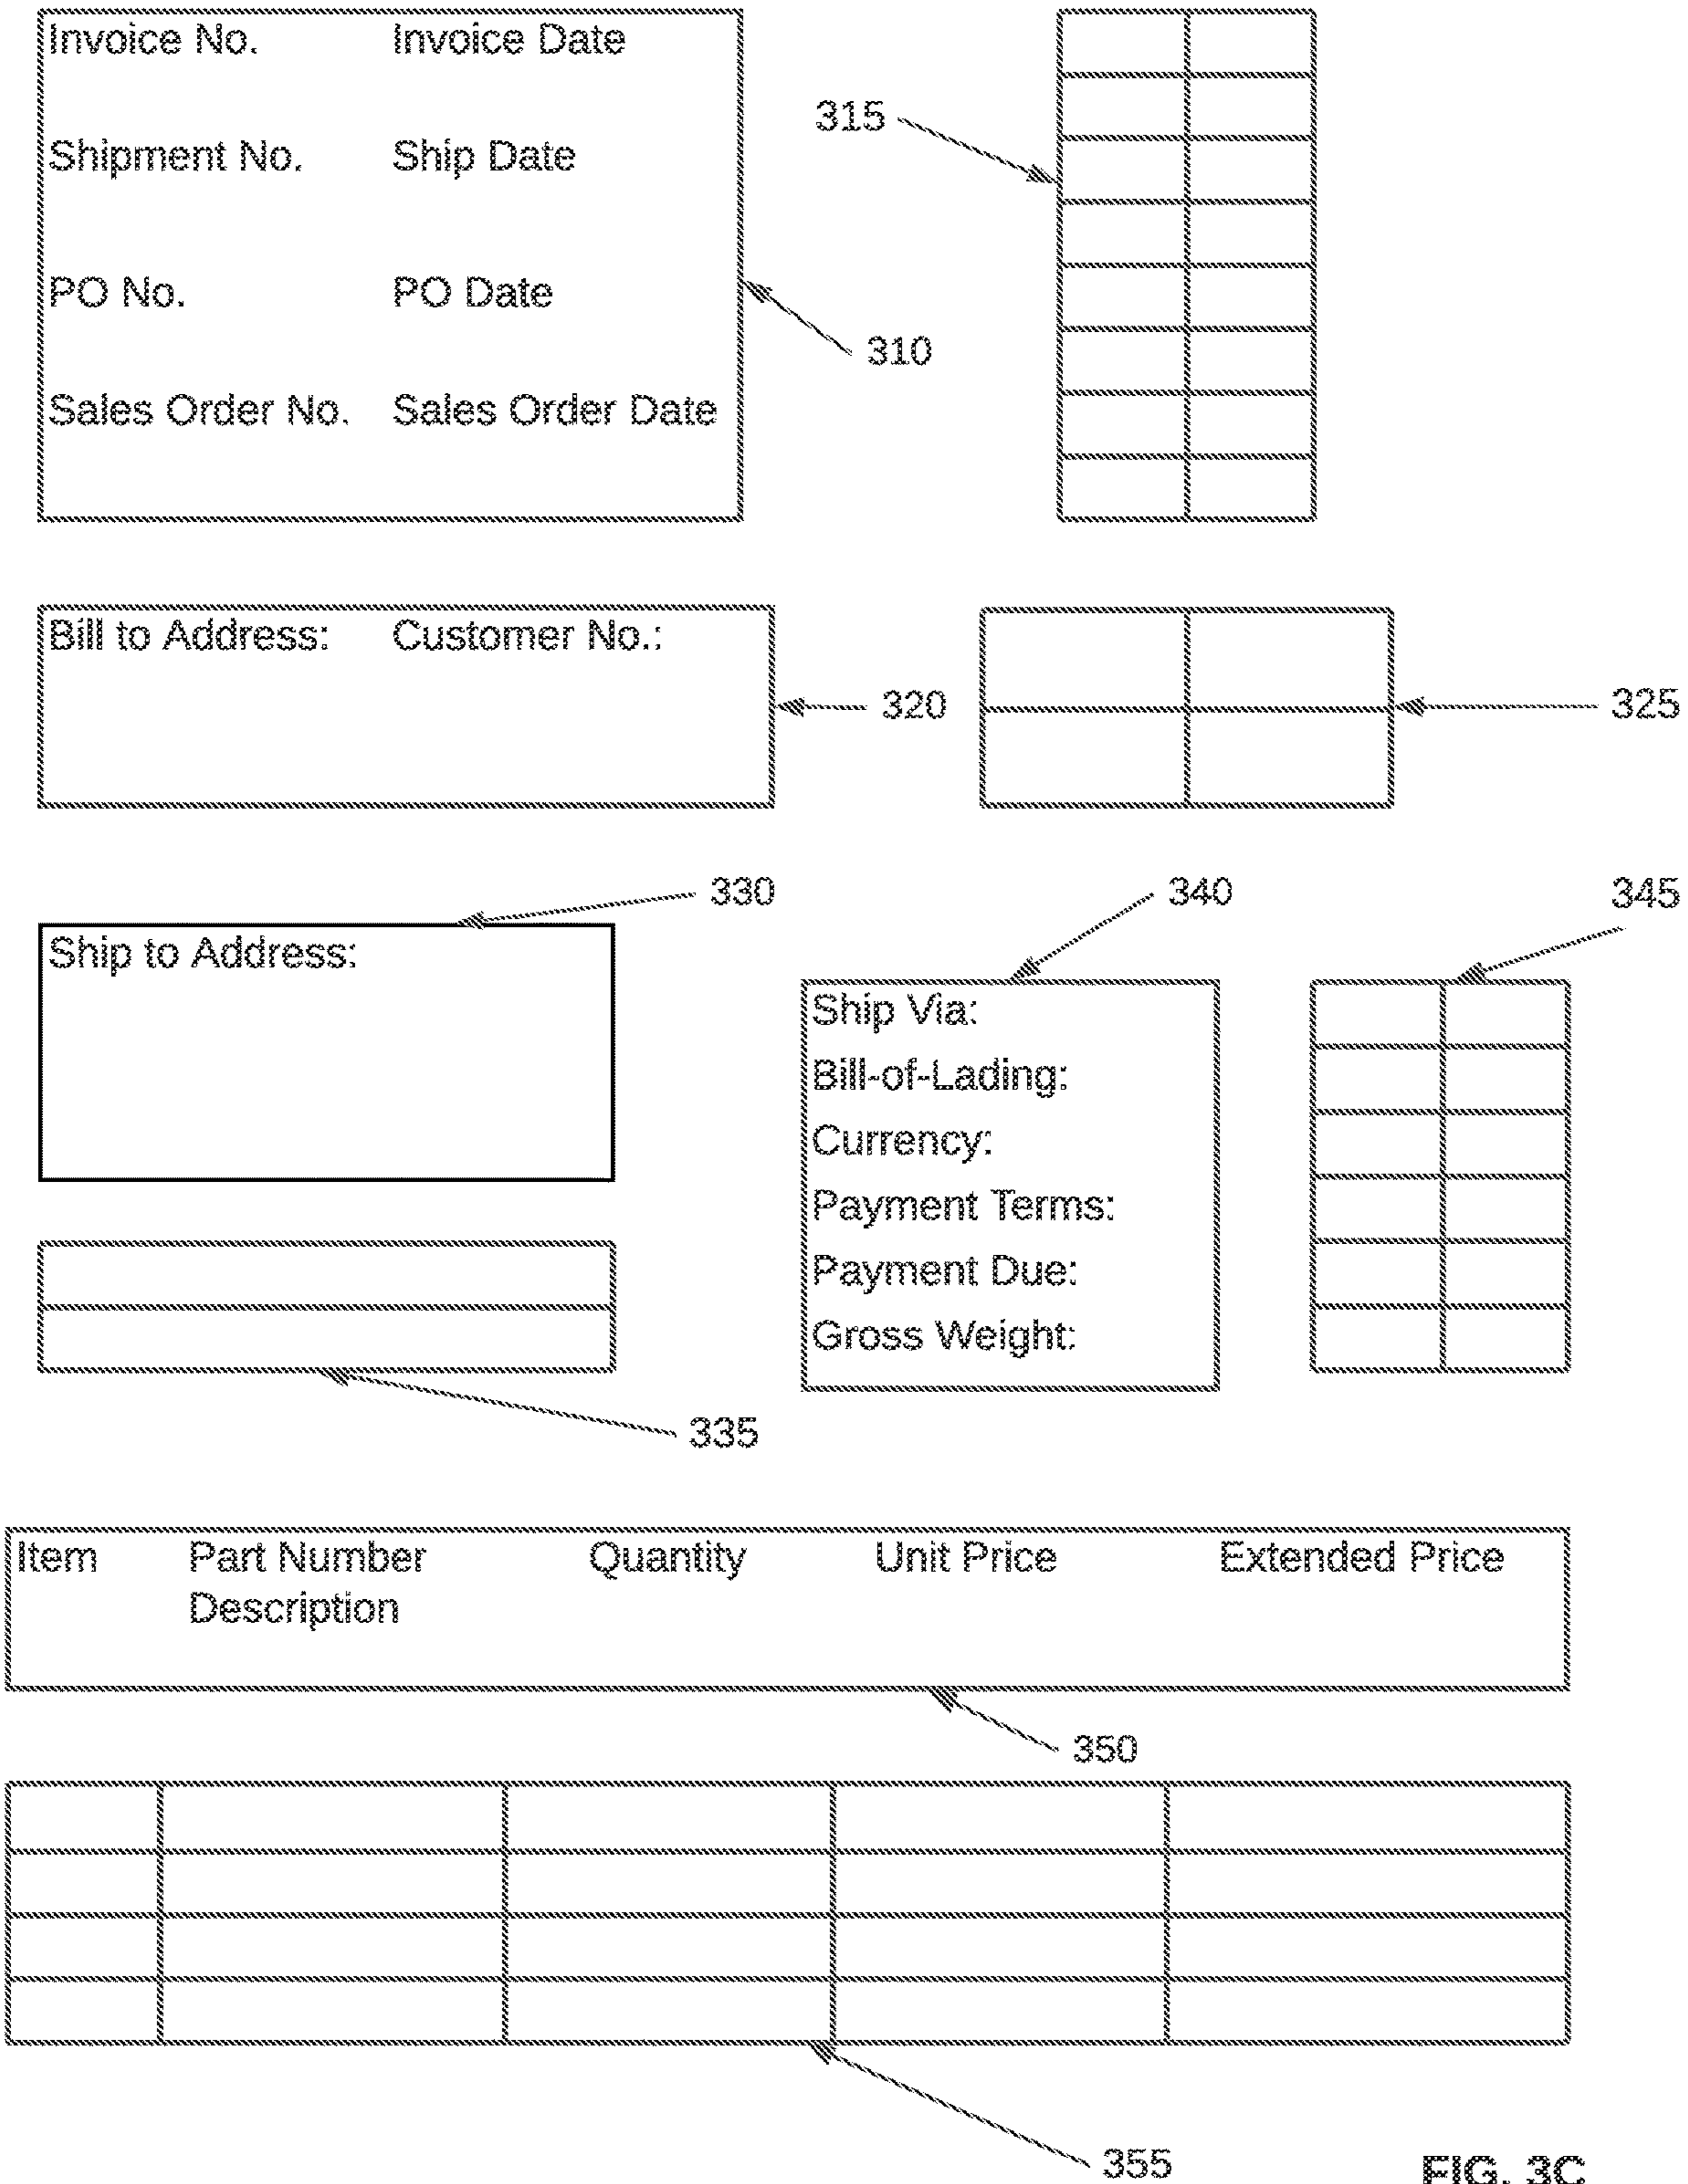 Invoice No. Invoice Date
315
Shipment No. Ship Date
PO No. PO Date
310
Sales Order No. Sales Order Date
Bill to Address: Customer No.:
320
325
330
340
345
Ship to Address:
Ship Via:
Bill-of-Lading:
Currency:
Payment Terms:
Payment Due:
Gross Weight:
335
Item Part Number Quantity Unit Price Extended Price
Description
350
355
FIG. 3C